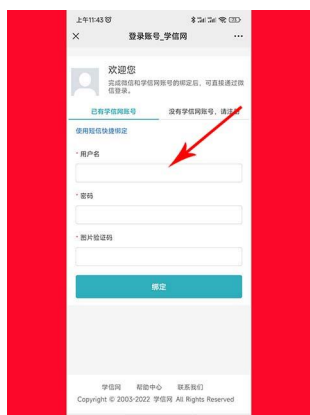 上午11:43
登录账号_学信网
欢迎您
完成微信和学信网账号的绑定后，可直接通过微
信登录。
已有学信网账号 没有学信网账号，请注册
使用短信快捷绑定
* 用户名
* 密码
* 图片验证码
绑定
学信网 帮助中心 联系我们
Copyright © 2003-2022 学信网 All Rights Reserved